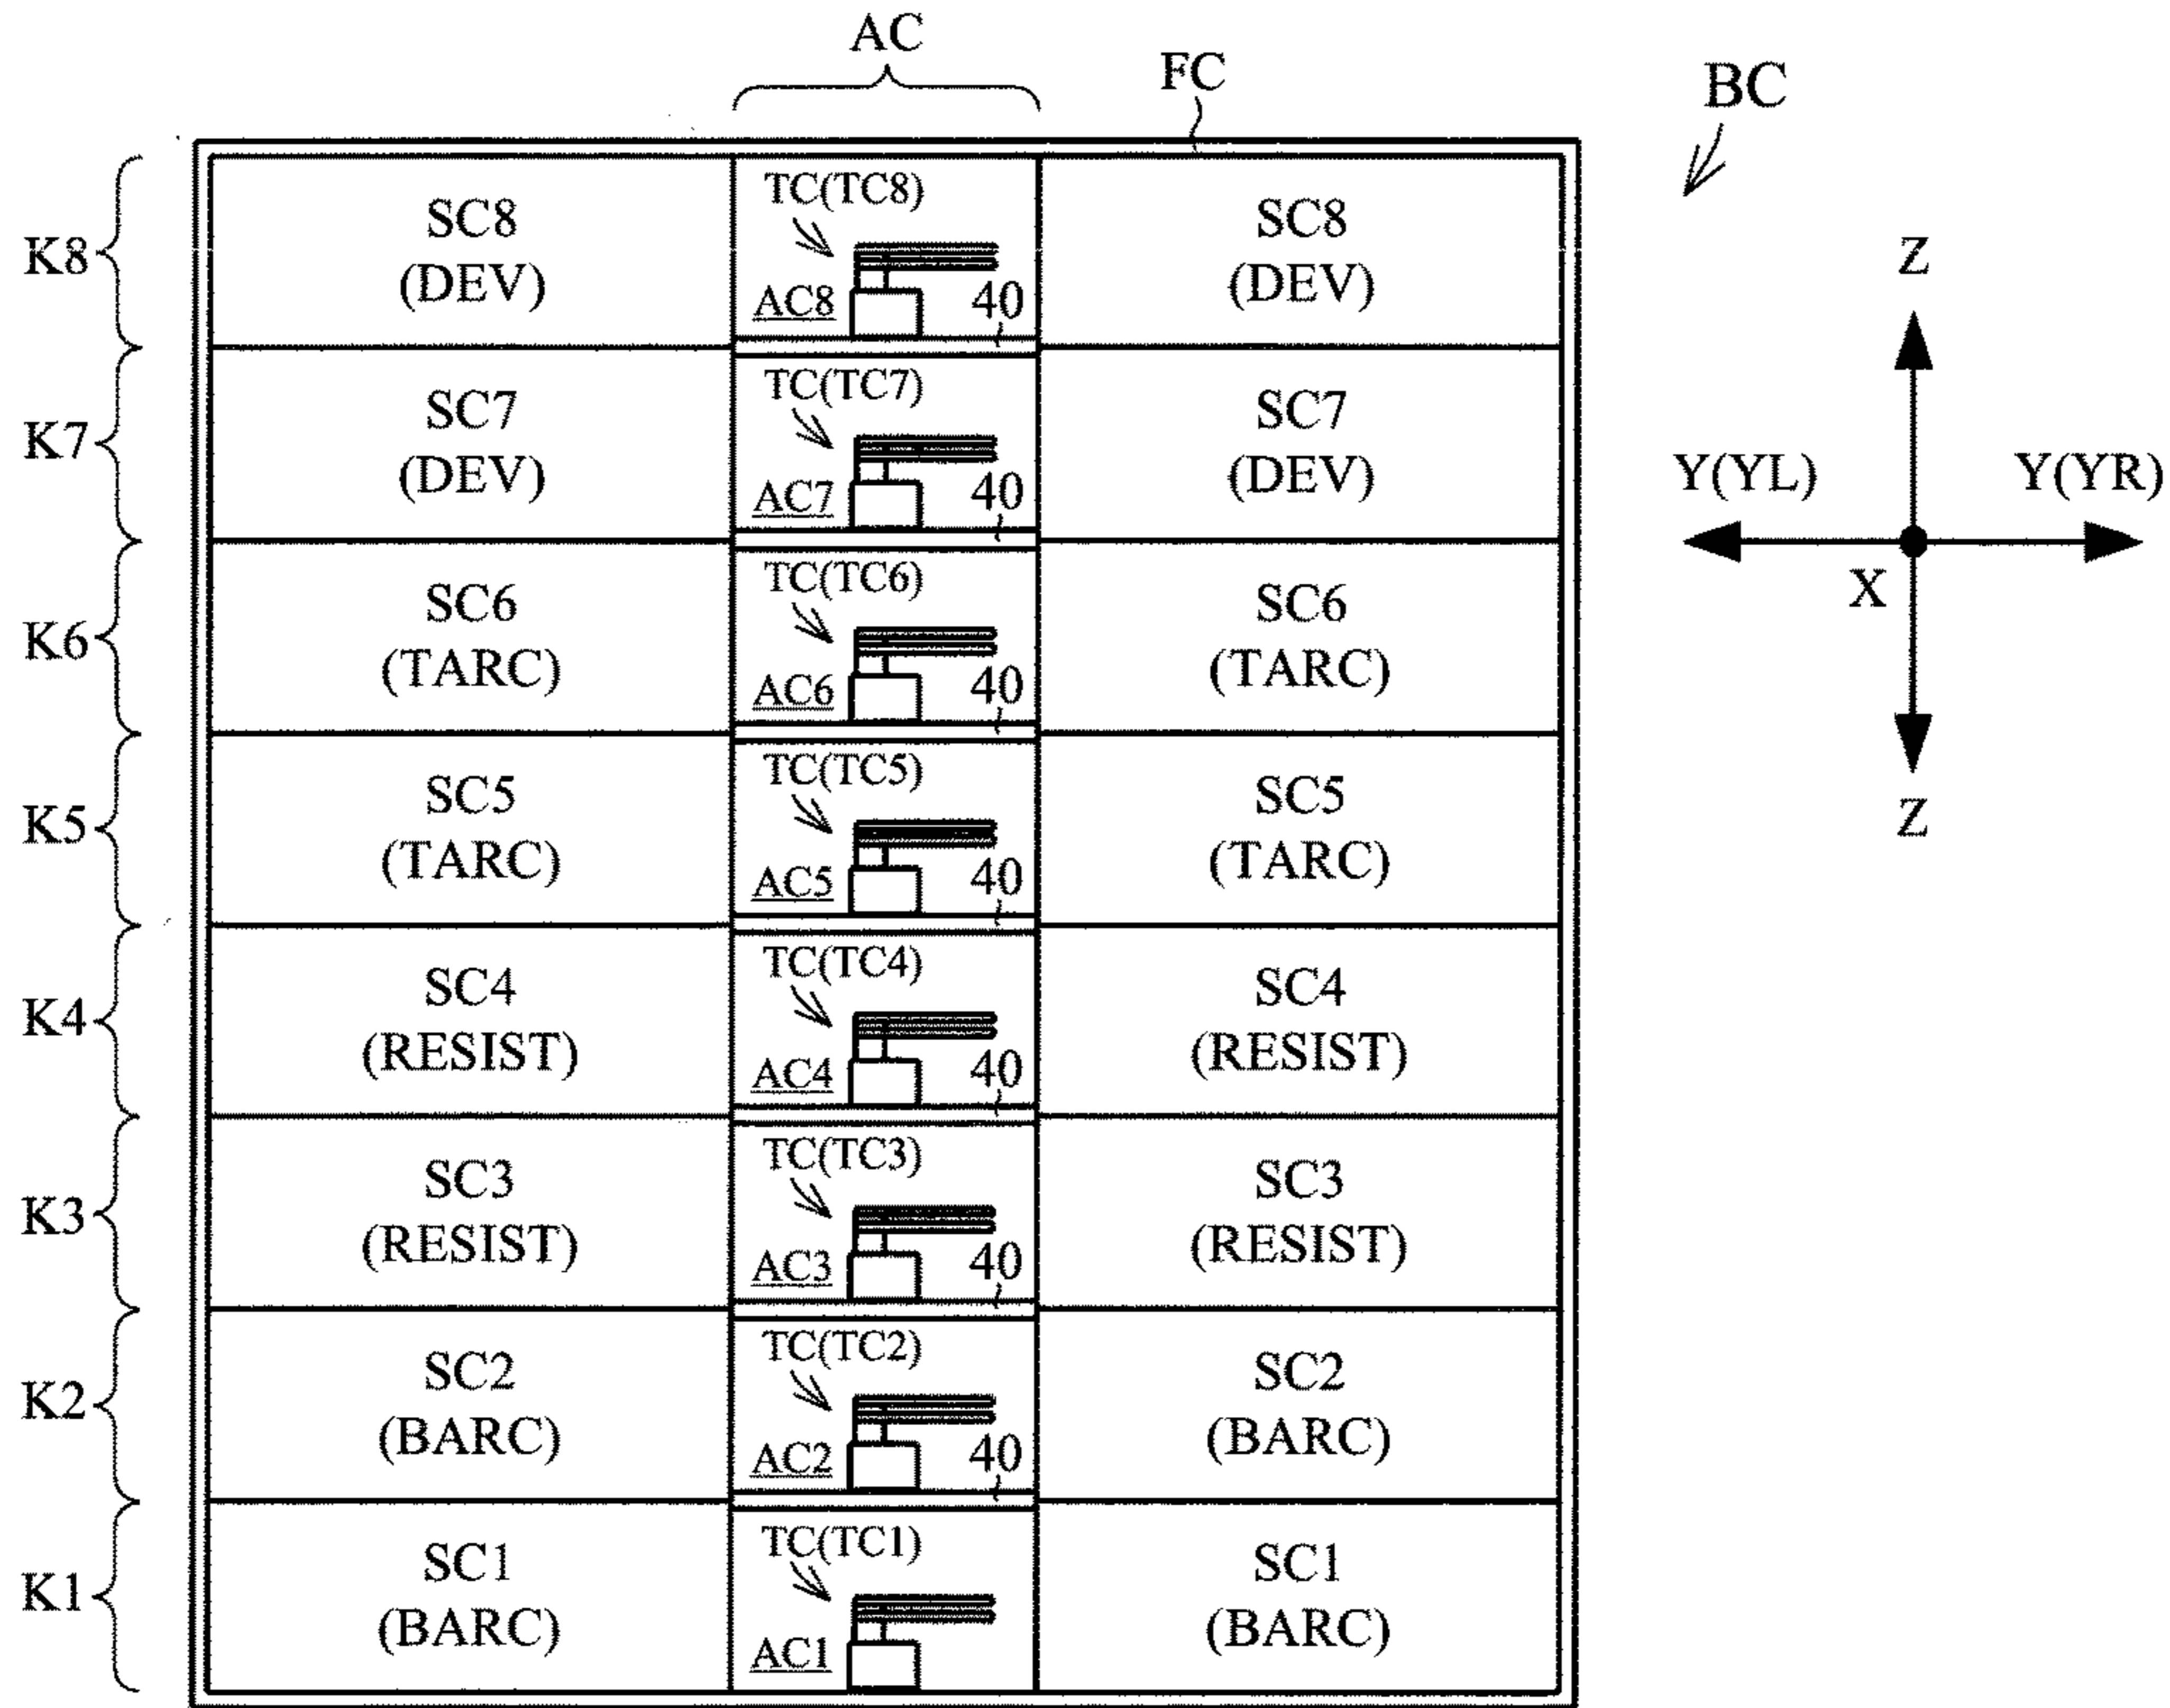 AC
FC
BC
K8
SC8
(DEV)
TC(TC8)
AC8
40
SC8
(DEV)
K7
SC7
(DEV)
TC(TC7)
AC7
40
SC7
(DEV)
K6
SC6
(TARC)
TC(TC6)
AC6
40
SC6
(TARC)
K5
SC5
(TARC)
TC(TC5)
AC5
40
SC5
(TARC)
K4
SC4
(RESIST)
TC(TC4)
AC4
40
SC4
(RESIST)
K3
SC3
(RESIST)
TC(TC3)
AC3
40
SC3
(RESIST)
K2
SC2
(BARC)
TC(TC2)
AC2
40
SC2
(BARC)
K1
SC1
(BARC)
TC(TC1)
AC1
SC1
(BARC)
Z
Y(YL)
Y(YR)
X
Z